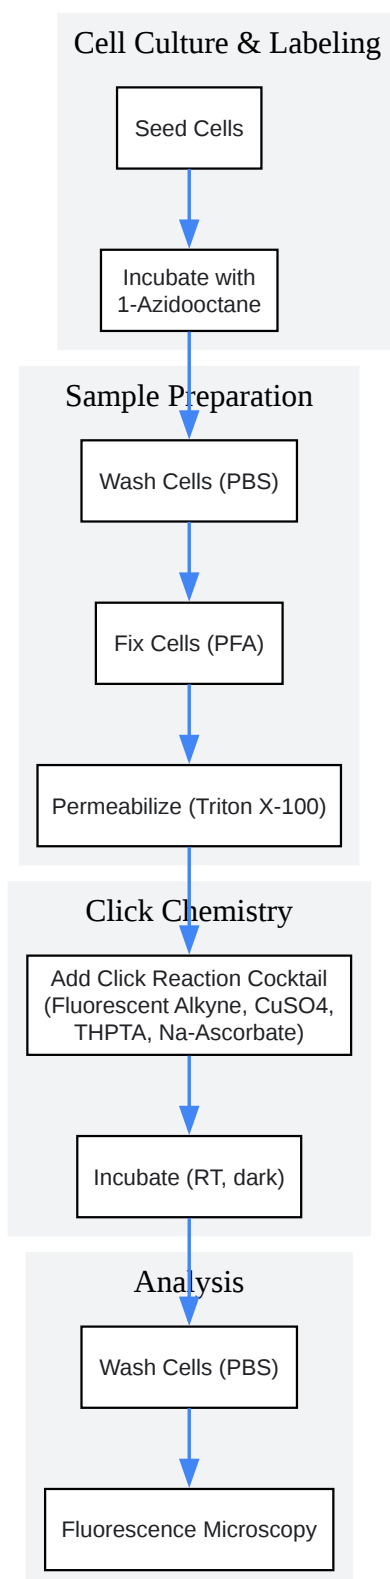 Cell Culture & Labeling
Seed Cells
Incubate with
1-Azidooctane
Sample Preparation
Wash Cells (PBS)
Fix Cells (PFA)
Permeabilize (Triton X-100)
Click Chemistry
Add Click Reaction Cocktail
(Fluorescent Alkyne, CuSO4,
THPTA, Na-Ascorbate)
Incubate (RT, dark)
Analysis
Wash Cells (PBS)
Fluorescence Microscopy